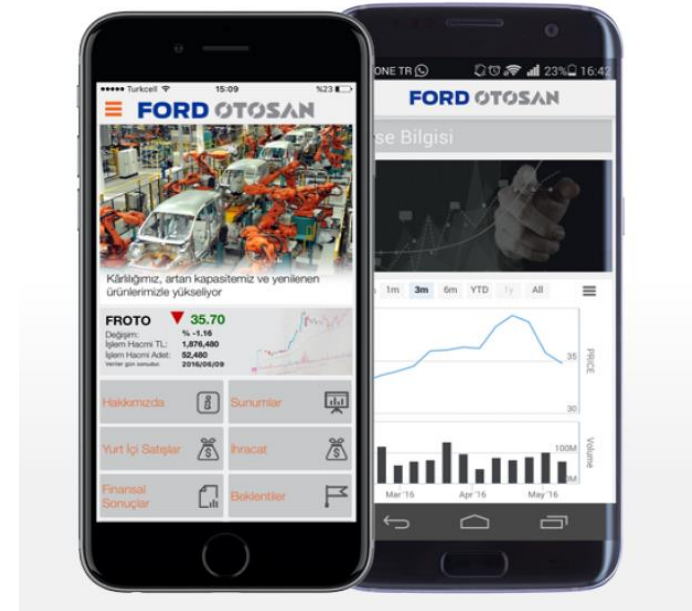 Turkcell
15:09
%23
FORD OTOSAN
Kârlılığımız, artan kapasitemiz ve yenilenen
ürünlerimizle yükseliyor
FROTO 35.70
Değişim: % -1.16
İşlem Hacmi TL: 1,876,480
İşlem Hacmi Adet: 52,480
Veriler gün sonudur. 2016/06/09
Hakkımızda
Sunumlar
Yurt İçi Satışlar
İhracat
Finansal
Sonuçlar
Beklentiler
ONE TR
23%
16:42
FORD OTOSAN
se Bilgisi
1m 3m 6m YTD 1y All
35
PRICE
30
100M
Volume
Mar '16 Apr '16 May '16